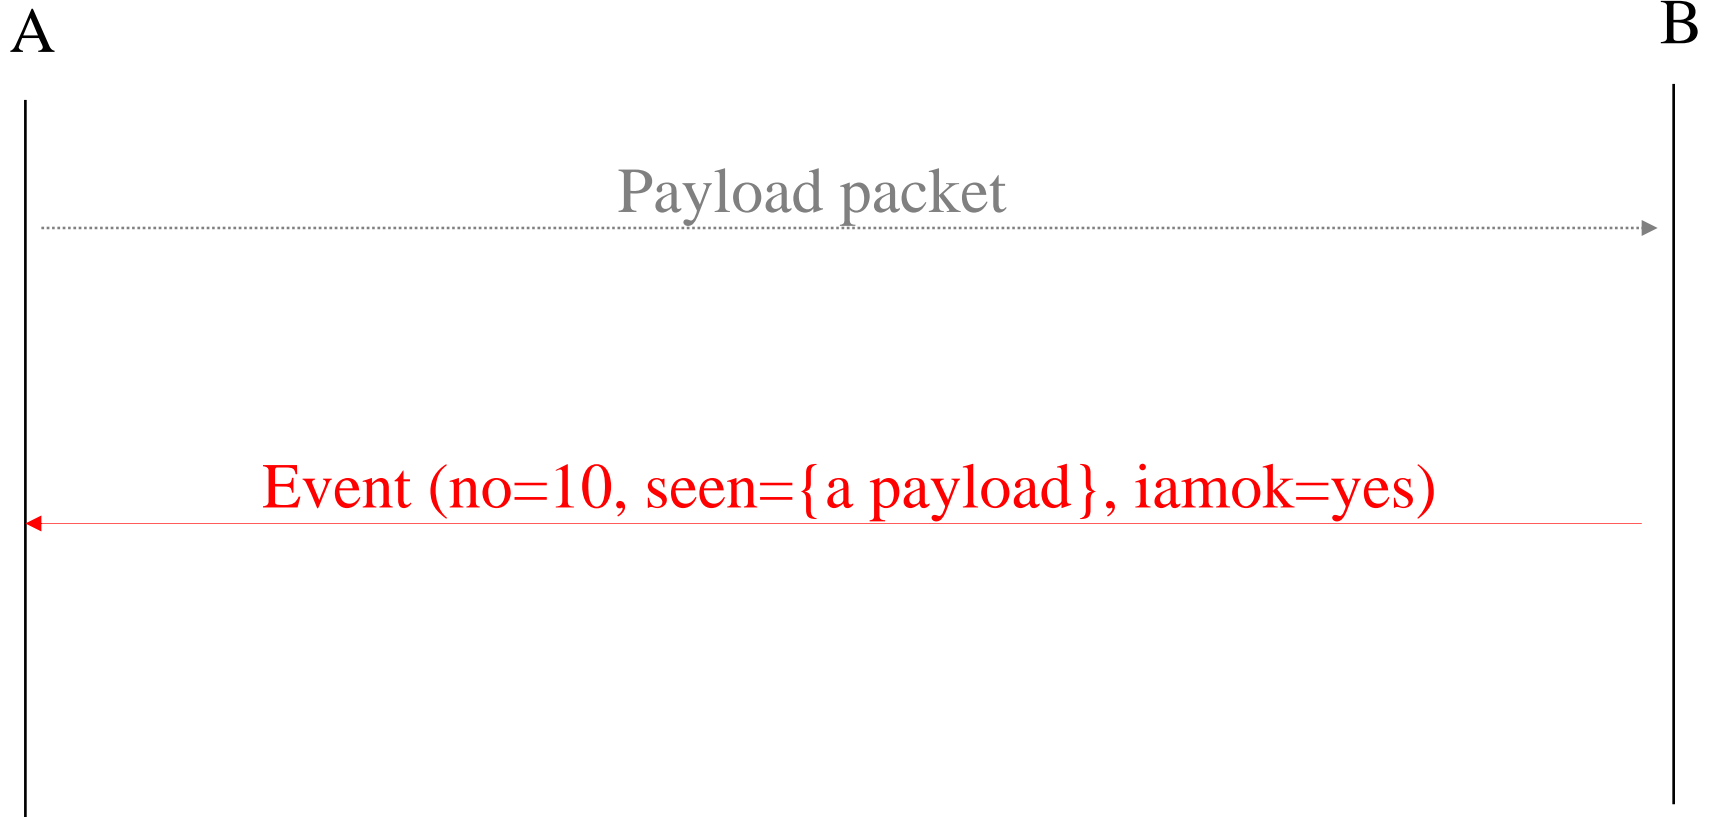 A
B
Payload packet
Event (no=10, seen={a payload}, iamok=yes)